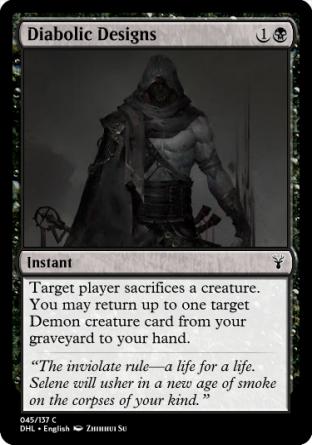 Diabolic Designs 1
Instant
Target player sacrifices a creature.
You may return up to one target
Demon creature card from your
graveyard to your hand.
“The inviolate rule—a life for a life.
Selene will usher in a new age of smoke
on the corpses of your kind.”
045/137 C
DHL • English Zhihui Su